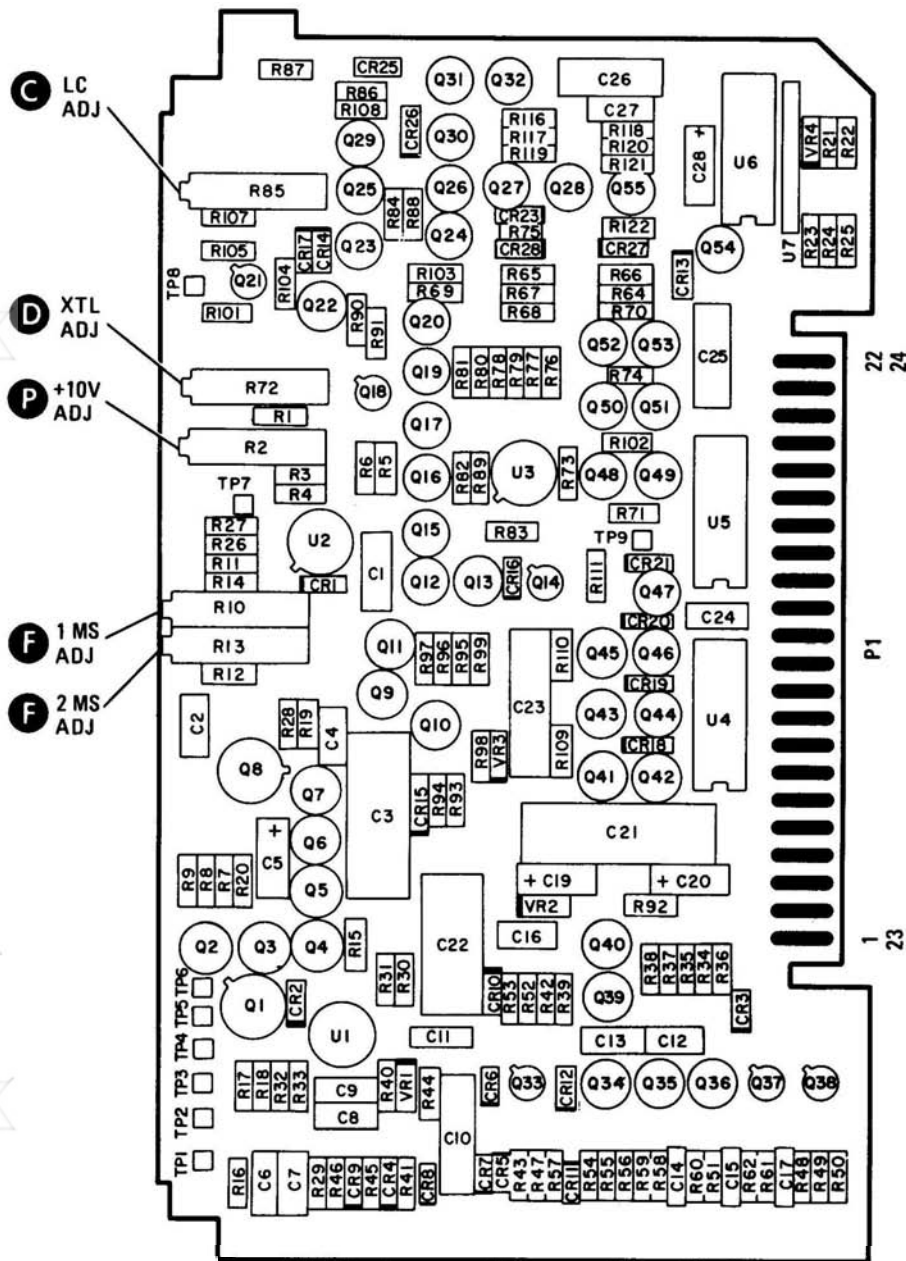 R87
CR25
Q31
Q32
C26
C LC
ADJ
R86
R108
CR26
C27
Q29
Q30
R116
R117
R119
R118
R120
R121
C28 +
U6
VR4
R21
R22
R85
Q25
R84
R88
Q26
Q27
Q28
Q55
R107
CR23
R75
CR28
R122
CR27
U7
R23
R24
R25
R105
CR17
CR14
Q23
Q24
Q54
CR13
TP8
Q21
R104
R103
R69
R65
R67
R68
R66
R64
R70
R101
Q22
R90
R91
Q20
C25
D XTL
ADJ
Q52
Q53
R72
Q18
Q19
R81
R80
R78
R79
R77
R76
R74
22
24
P +10V
ADJ
R1
Q17
Q50
Q51
R2
R102
R3
R4
R6
R5
Q16
R82
R89
U3
R73
Q48
Q49
U5
TP7
R27
R26
R11
R14
U2
CR1
C1
Q15
R83
R71
TP9
Q12
Q13
CR16
Q14
R111
CR21
Q47
F 1 MS
ADJ
R10
CR20
C24
F 2 MS
ADJ
R13
R12
Q11
R97
R96
R95
R99
R110
Q45
Q46
P1
Q9
CR19
C2
R28
R19
C4
Q10
R98
VR3
C23
R109
Q43
Q44
CR18
U4
Q8
Q7
C3
CR15
R94
R93
Q41
Q42
+
C5
Q6
C21
R9
R8
R7
R20
Q5
+ C19
+ C20
VR2
R92
Q2
Q3
Q4
R15
C22
C16
Q40
R38
R37
R35
R34
R36
1
23
TP6
TP5
TP4
TP3
TP2
TP1
Q1
CR2
R31
R30
CR10
R53
R52
R42
R39
Q39
CR3
U1
C11
C13
C12
R17
R18
R32
R33
C9
C8
R40
VR1
R44
CR6
Q33
CR12
Q34
Q35
Q36
Q37
Q38
C10
R16
C6
C7
R29
R46
CR9
R45
CR4
R41
CR8
CR7
CR5
R43
R47
R57
CR11
R54
R55
R56
R59
R58
C14
R60
R51
C15
R62
R61
C17
R48
R49
R50